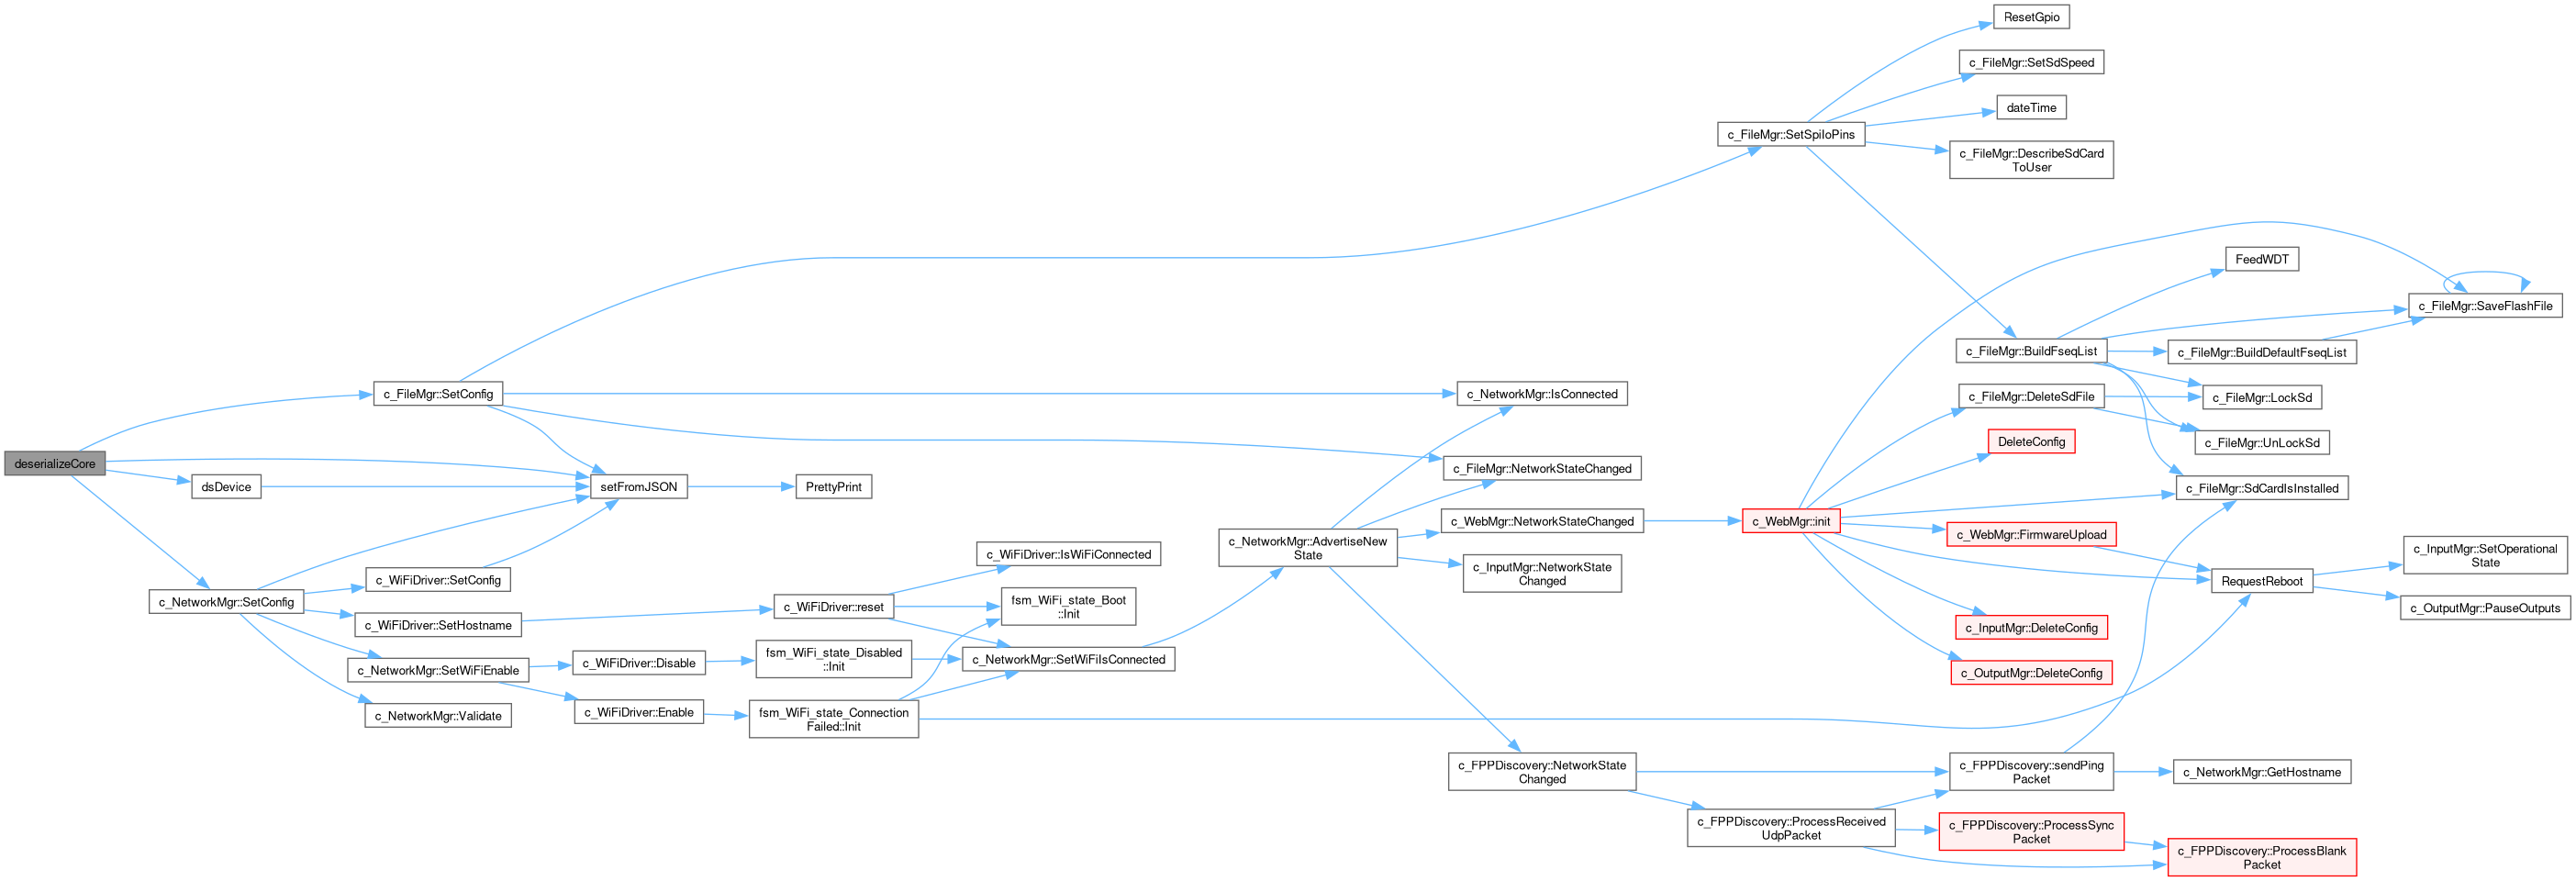 deserializeCore
c_FileMgr::SetConfig
dsDevice
c_NetworkMgr::SetConfig
setFromJSON
PrettyPrint
c_WiFiDriver::SetConfig
c_WiFiDriver::SetHostname
c_NetworkMgr::SetWiFiEnable
c_NetworkMgr::Validate
c_WiFiDriver::Disable
c_WiFiDriver::Enable
c_WiFiDriver::reset
fsm_WiFi_state_Disabled
::Init
fsm_WiFi_state_Connection
Failed::Init
c_WiFiDriver::IsWiFiConnected
fsm_WiFi_state_Boot
::Init
c_NetworkMgr::SetWiFiIsConnected
c_NetworkMgr::AdvertiseNew
State
c_NetworkMgr::IsConnected
c_FileMgr::NetworkStateChanged
c_WebMgr::NetworkStateChanged
c_InputMgr::NetworkState
Changed
c_FPPDiscovery::NetworkState
Changed
c_FileMgr::SetSpiIoPins
c_WebMgr::init
c_FPPDiscovery::ProcessReceived
UdpPacket
ResetGpio
c_FileMgr::SetSdSpeed
dateTime
c_FileMgr::DescribeSdCard
ToUser
c_FileMgr::BuildFseqList
c_FileMgr::DeleteSdFile
DeleteConfig
c_WebMgr::FirmwareUpload
c_InputMgr::DeleteConfig
c_OutputMgr::DeleteConfig
c_FPPDiscovery::sendPing
Packet
c_FPPDiscovery::ProcessSync
Packet
FeedWDT
c_FileMgr::BuildDefaultFseqList
c_FileMgr::LockSd
c_FileMgr::UnLockSd
c_FileMgr::SdCardIsInstalled
RequestReboot
c_NetworkMgr::GetHostname
c_FPPDiscovery::ProcessBlank
Packet
c_FileMgr::SaveFlashFile
c_InputMgr::SetOperational
State
c_OutputMgr::PauseOutputs